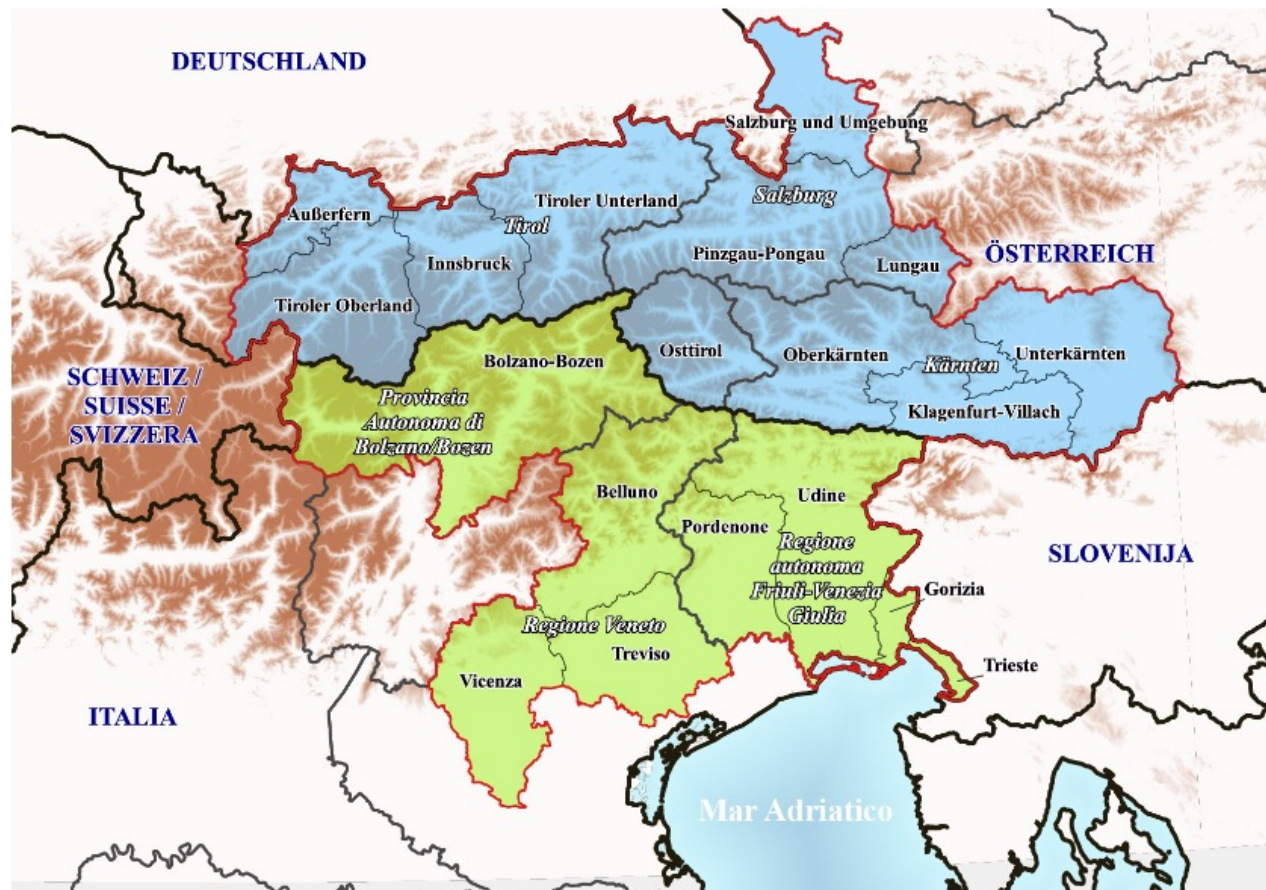 DEUTSCHLAND
Salzburg und Umgebung
Außerfern
Tiroler Unterland
Salzburg
Tirol
Innsbruck
Pinzgau-Pongau
Lungau
ÖSTERREICH
Tiroler Oberland
Bolzano-Bozen
Osttirol
Oberkärnten
Kärnten
Unterkärnten
SCHWEIZ /
SUISSE /
SVIZZERA
Provincia
Autonoma di
Bolzano/Bozen
Klagenfurt-Villach
Belluno
Udine
Pordenone
Regione
autonoma
Friuli-Venezia
Giulia
SLOVENIJA
Gorizia
Regione Veneto
Treviso
Trieste
Vicenza
ITALIA
Mar Adriatico